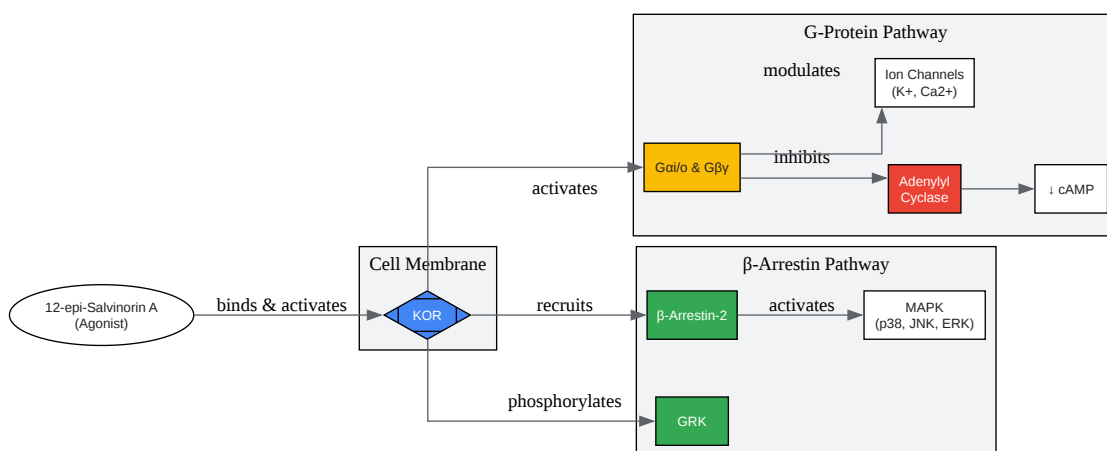 G-Protein Pathway
modulates
Ion Channels
(K+, Ca2+)
Gαi/o & Gβγ
inhibits
activates
Adenylyl
Cyclase
↓ cAMP
Cell Membrane
β-Arrestin Pathway
12-epi-Salvinorin A
(Agonist)
binds & activates
KOR
recruits
β-Arrestin-2
activates
MAPK
(p38, JNK, ERK)
phosphorylates
GRK